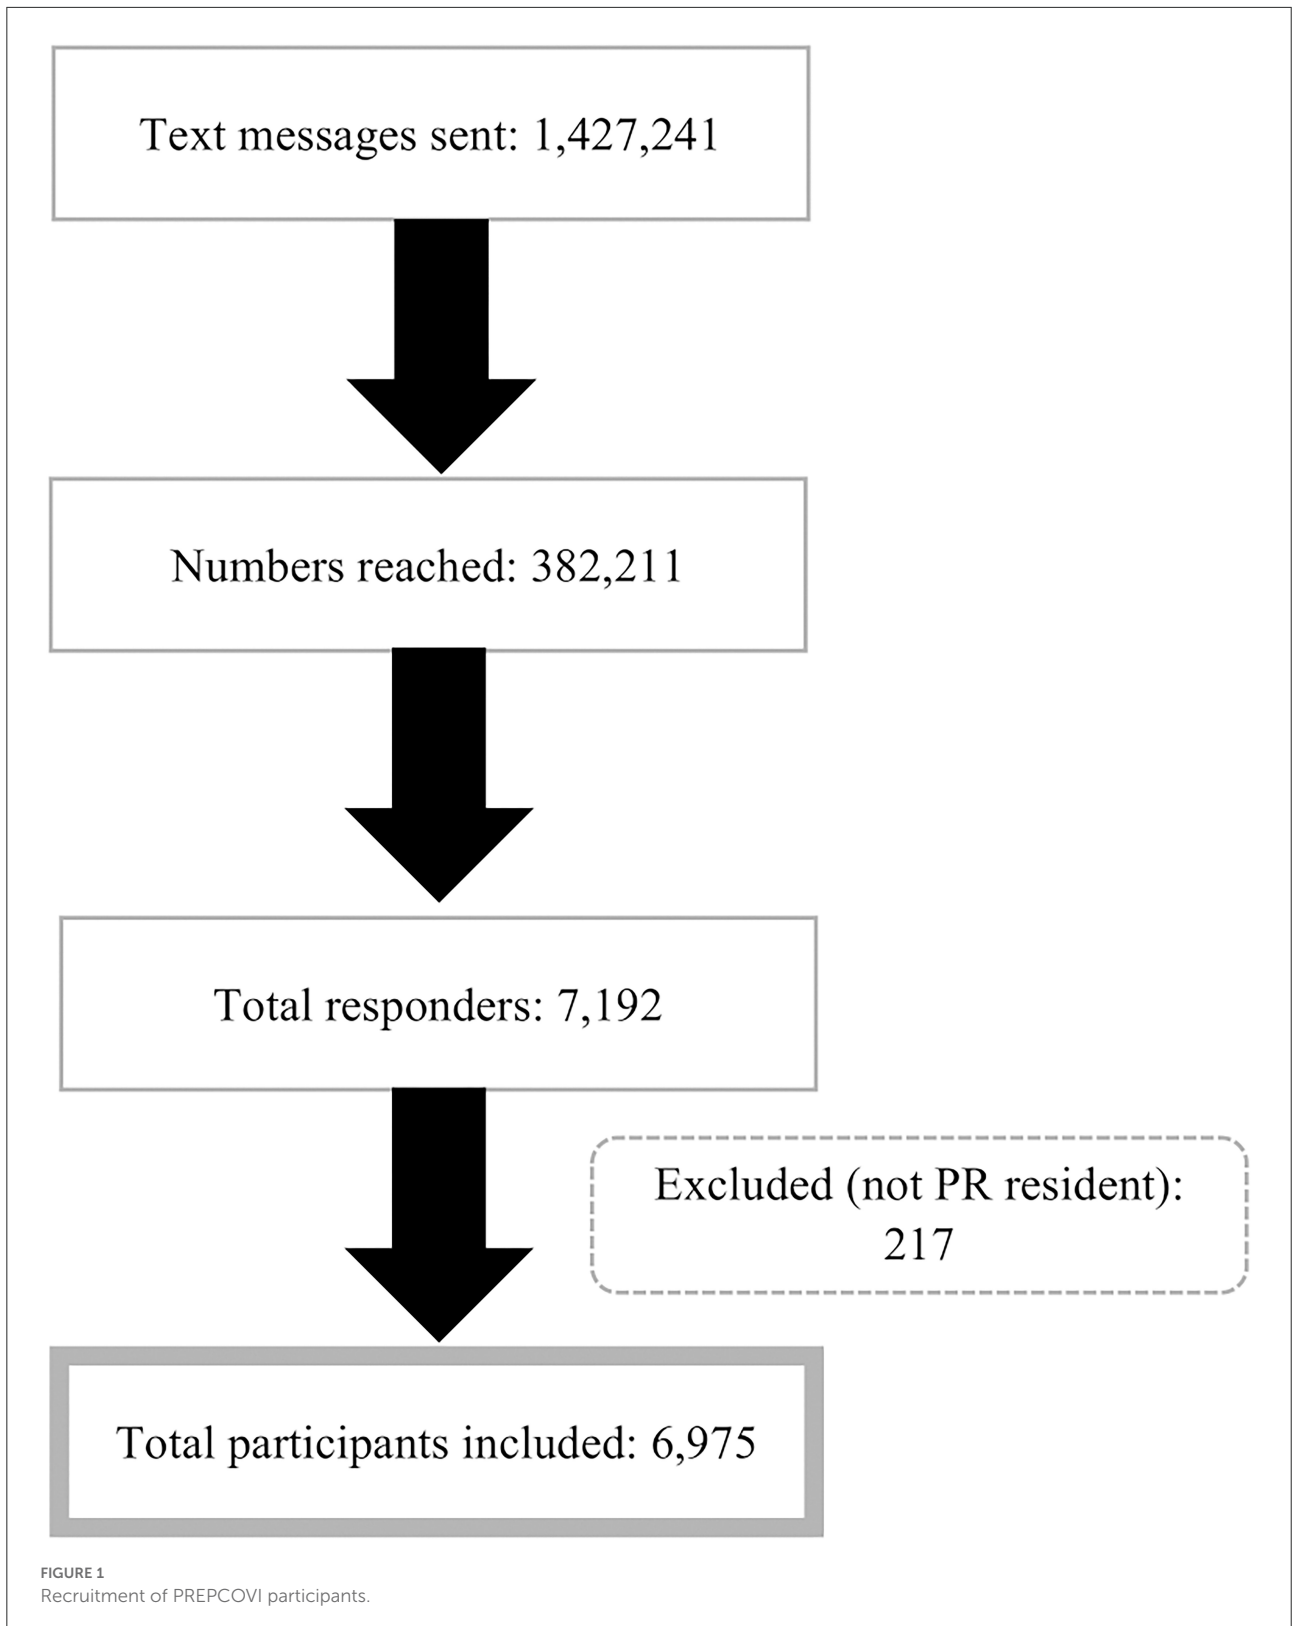 Text messages sent: 1,427,241
Numbers reached: 382,211
Total responders: 7,192
Excluded (not PR resident):
217
Total participants included: 6,975
FIGURE 1
Recruitment of PREPCOVI participants.